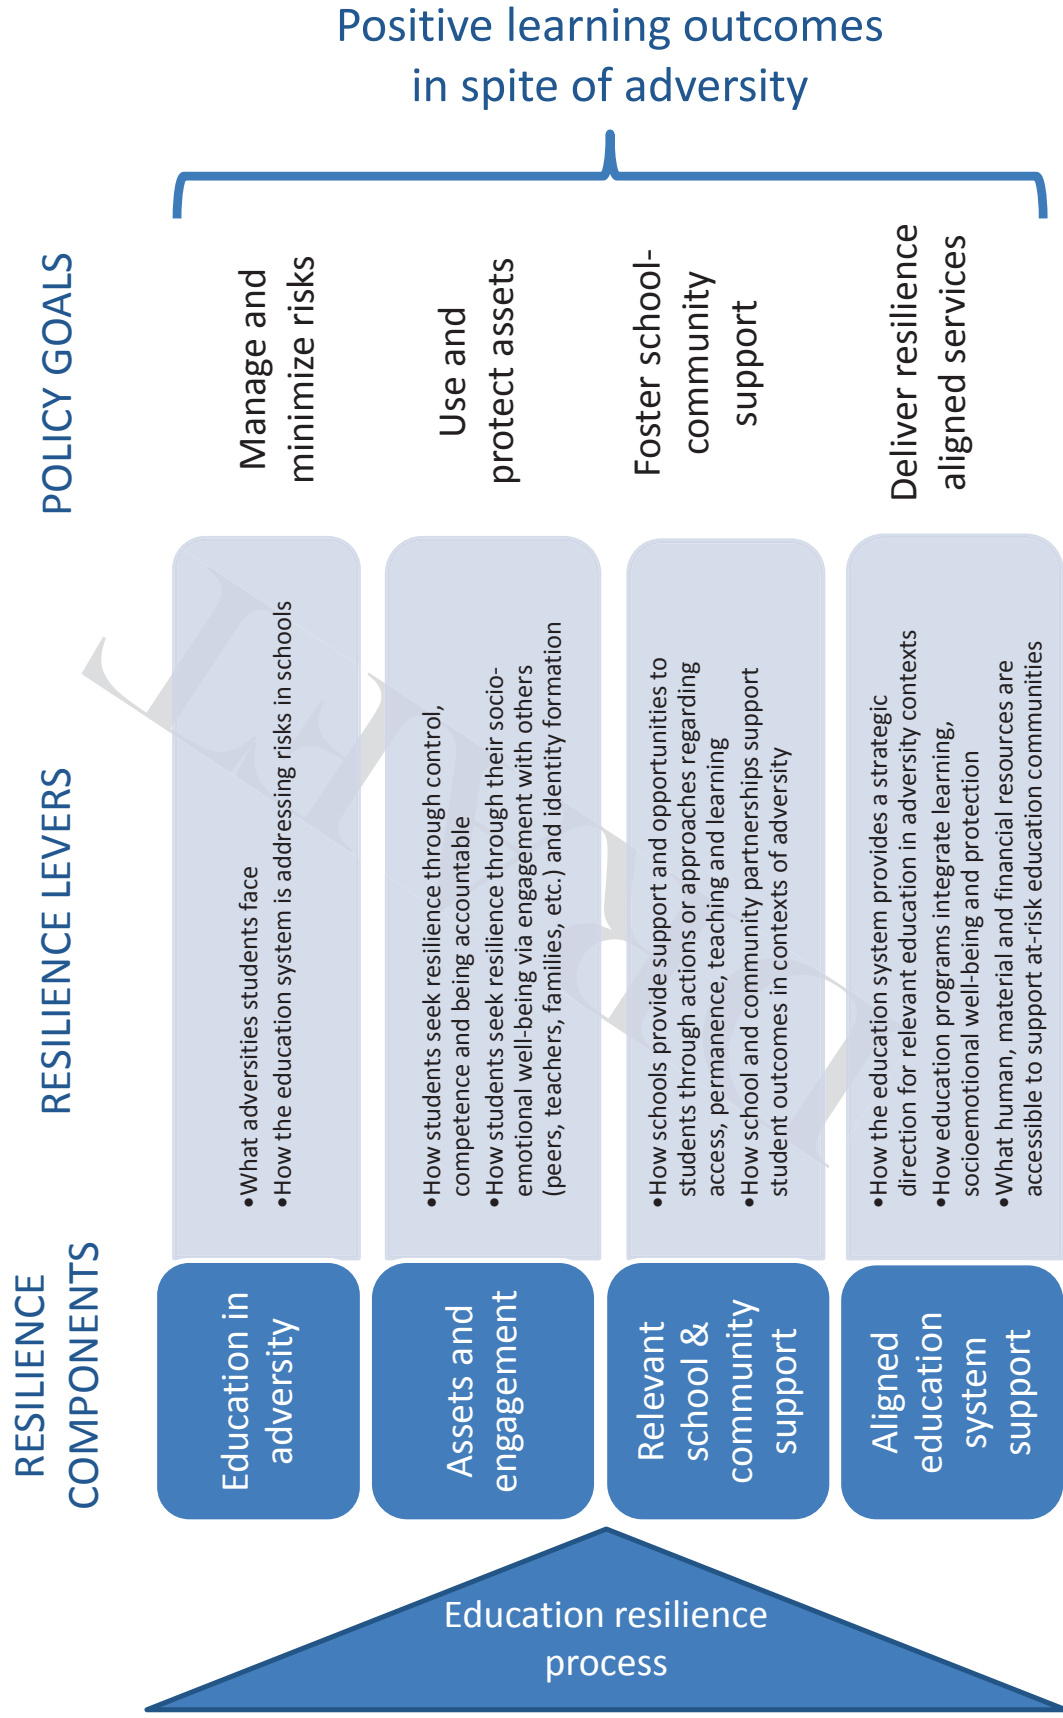 Positive learning outcomes
in spite of adversity
RESILIENCE
COMPONENTS
RESILIENCE LEVERS
POLICY GOALS
Education in
adversity
•What adversities students face
•How the education system is addressing risks in schools
Manage and
minimize risks
Assets and
engagement
•How students seek resilience through control,
competence and being accountable
•How students seek resilience through their socio-
emotional well-being via engagement with others
(peers, teachers, families, etc.) and identity formation
Use and
protect assets
Relevant
school &
community
support
•How schools provide support and opportunities to
students through actions or approaches regarding
access, permanence, teaching and learning
•How school and community partnerships support
student outcomes in contexts of adversity
Foster school-
community
support
Aligned
education
system
support
•How the education system provides a strategic
direction for relevant education in adversity contexts
•How education programs integrate learning,
socioemotional well-being and protection
•What human, material and financial resources are
accessible to support at-risk education communities
Deliver resilience
aligned services
Education resilience
process
DRAFT